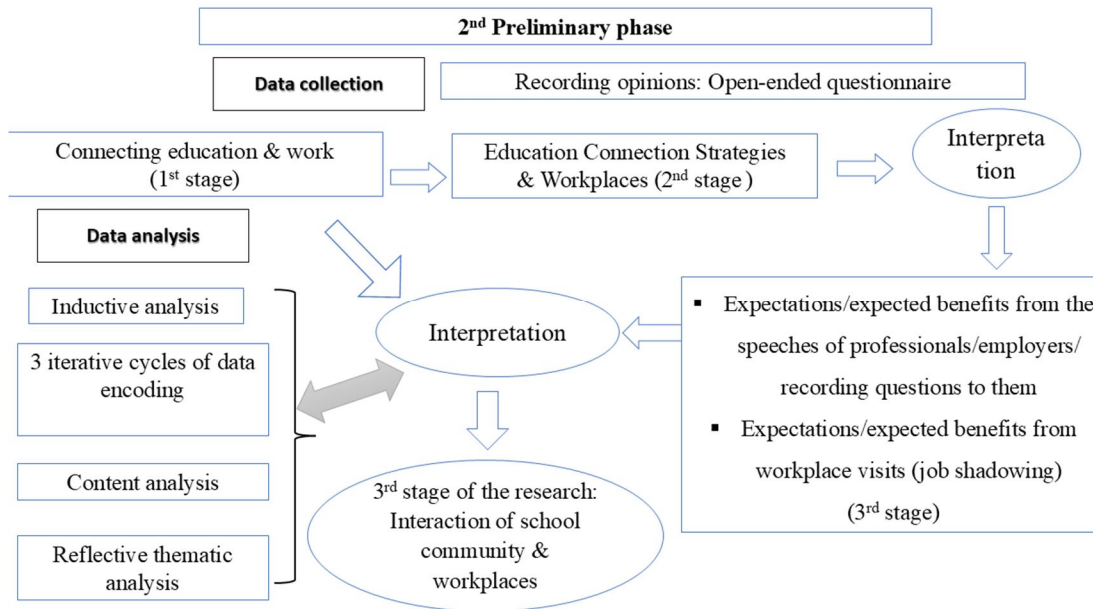 2nd Preliminary phase
Data collection
Recording opinions: Open-ended questionnaire
Connecting education & work
(1st stage)
Education Connection Strategies
& Workplaces (2nd stage )
Interpreta
tion
Data analysis
Inductive analysis
3 iterative cycles of data
encoding
Content analysis
Reflective thematic
analysis
Interpretation
▪ Expectations/expected benefits from the
speeches of professionals/employers/
recording questions to them
▪ Expectations/expected benefits from
workplace visits (job shadowing)
(3rd stage)
3rd stage of the research:
Interaction of school
community &
workplaces